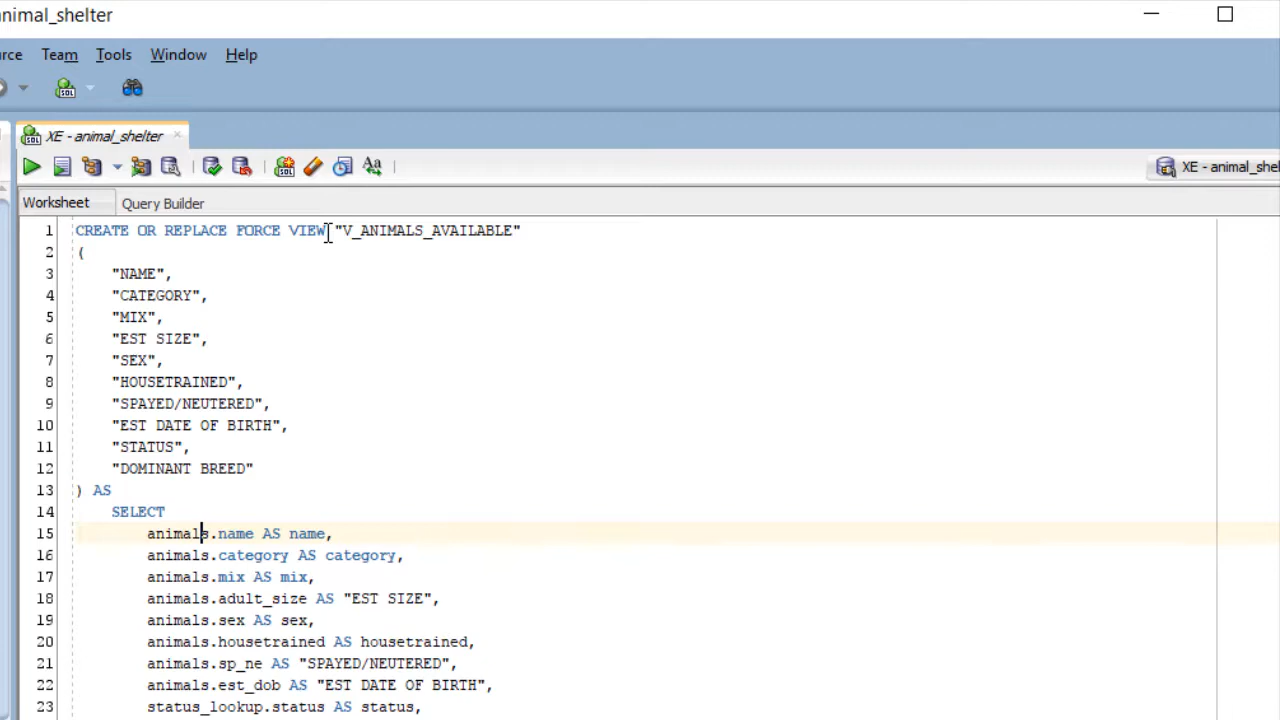 animal_shelter
rce Team Tools Window Help
XE - animal_shelter
XE - animal_shel
Worksheet Query Builder
1 CREATE OR REPLACE FORCE VIEW "V_ANIMALS_AVAILABLE"
2 (
3 "NAME",
4 "CATEGORY",
5 "MIX",
6 "EST SIZE",
7 "SEX",
8 "HOUSETRAINED",
9 "SPAYED/NEUTERED",
10 "EST DATE OF BIRTH",
11 "STATUS",
12 "DOMINANT BREED"
13 ) AS
14 SELECT
15 animals.name AS name,
16 animals.category AS category,
17 animals.mix AS mix,
18 animals.adult_size AS "EST SIZE",
19 animals.sex AS sex,
20 animals.housetrained AS housetrained,
21 animals.sp_ne AS "SPAYED/NEUTERED",
22 animals.est_dob AS "EST DATE OF BIRTH",
23 status_lookup.status AS status,